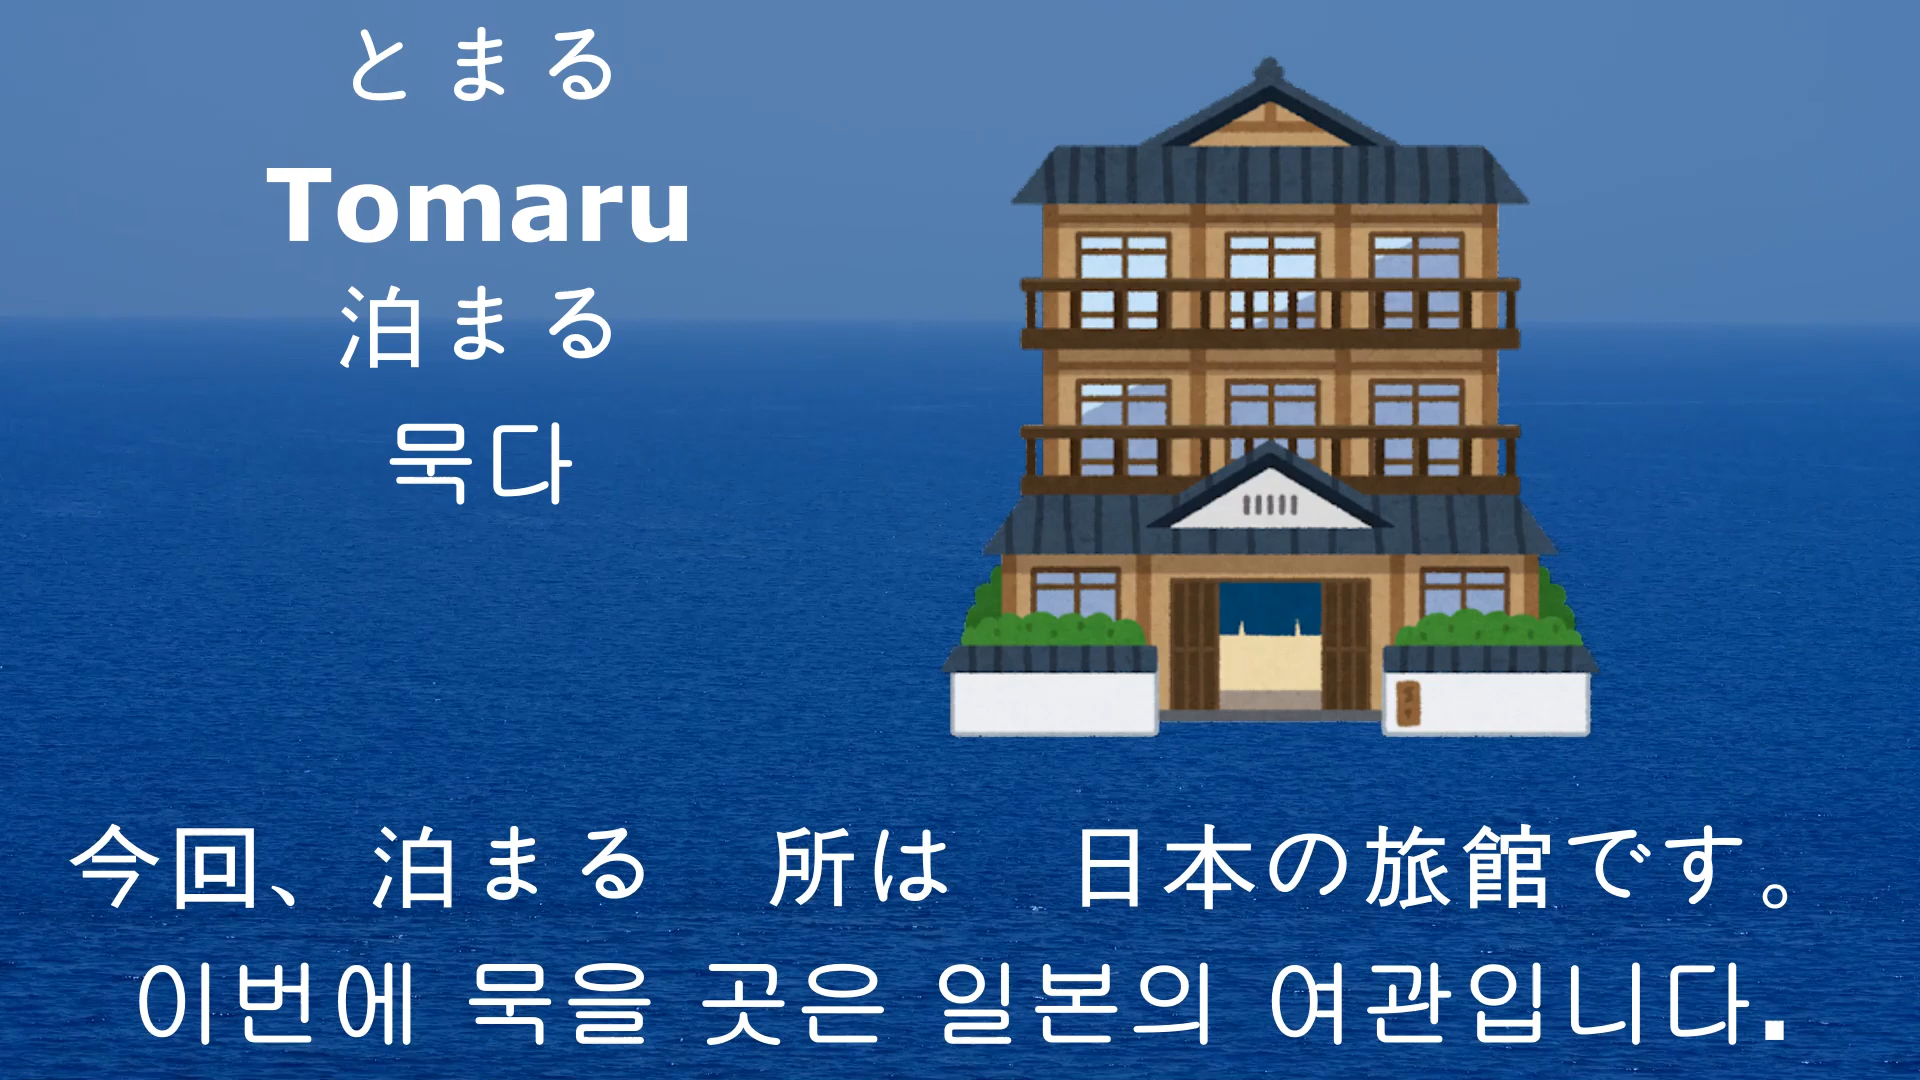 とまる
Tomaru
泊まる
묵다
今回、泊まる　所は　日本の旅館です。
이번에 묵을 곳은 일본의 여관입니다.